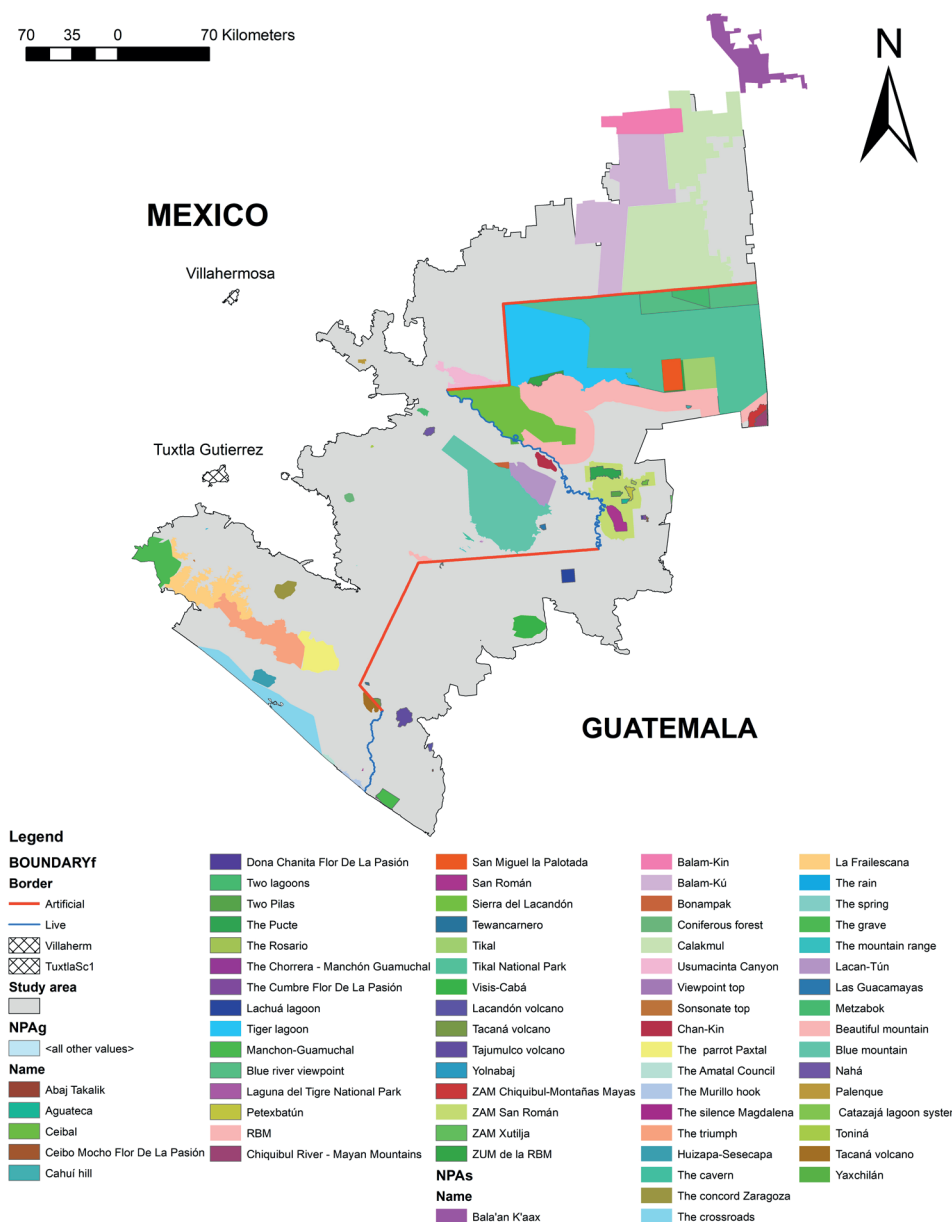 70 35 0 70 Kilometers
N
MEXICO
Villahermosa
Tuxtla Gutierrez
GUATEMALA
Legend
BOUNDARYf
Border
Artificial
Live
Villaherm
TuxtlaSc1
Study area
NPAg
<all other values>
Name
Abaj Takalik
Aguateca
Ceibal
Ceibo Mocho Flor De La Pasión
Cahuí hill
Dona Chanita Flor De La Pasión
Two lagoons
Two Pilas
The Pucte
The Rosario
The Chorrera - Manchón Guamuchal
The Cumbre Flor De La Pasión
Lachuá lagoon
Tiger lagoon
Manchon-Guamuchal
Blue river viewpoint
Laguna del Tigre National Park
Petexbatún
RBM
Chiquibul River - Mayan Mountains
San Miguel la Palotada
San Román
Sierra del Lacandón
Tewancarnero
Tikal
Tikal National Park
Visis-Cabá
Lacandón volcano
Tacaná volcano
Tajumulco volcano
Yolnabaj
ZAM Chiquibul-Montañas Mayas
ZAM San Román
ZAM Xutilja
ZUM de la RBM
NPAs
Name
Bala'an K'aax
Balam-Kin
Balam-Kú
Bonampak
Coniferous forest
Calakmul
Usumacinta Canyon
Viewpoint top
Sonsonate top
Chan-Kin
The parrot Paxtal
The Amatal Council
The Murillo hook
The silence Magdalena
The triumph
Huizapa-Sesecapa
The cavern
The concord Zaragoza
The crossroads
La Frailescana
The rain
The spring
The grave
The mountain range
Lacan-Tún
Las Guacamayas
Metzabok
Beautiful mountain
Blue mountain
Nahá
Palenque
Catazajá lagoon system
Toniná
Tacaná volcano
Yaxchilán